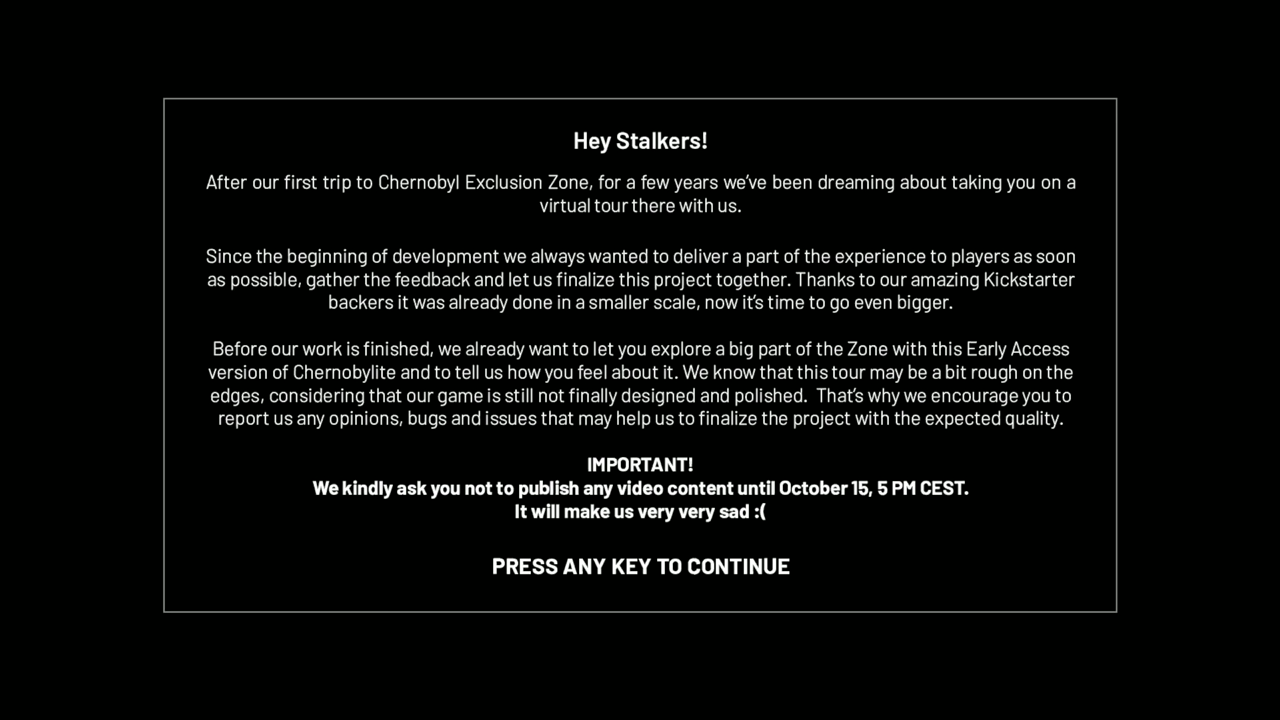 Hey Stalkers!
After our first trip to Chernobyl Exclusion Zone, for a few years we’ve been dreaming about taking you on a
virtual tour there with us.
Since the beginning of development we always wanted to deliver a part of the experience to players as soon
as possible, gather the feedback and let us finalize this project together. Thanks to our amazing Kickstarter
backers it was already done in a smaller scale, now it’s time to go even bigger.
Before our work is finished, we already want to let you explore a big part of the Zone with this Early Access
version of Chernobylite and to tell us how you feel about it. We know that this tour may be a bit rough on the
edges, considering that our game is still not finally designed and polished.  That’s why we encourage you to
report us any opinions, bugs and issues that may help us to finalize the project with the expected quality.
IMPORTANT!
We kindly ask you not to publish any video content until October 15, 5 PM CEST.
It will make us very very sad :(
PRESS ANY KEY TO CONTINUE